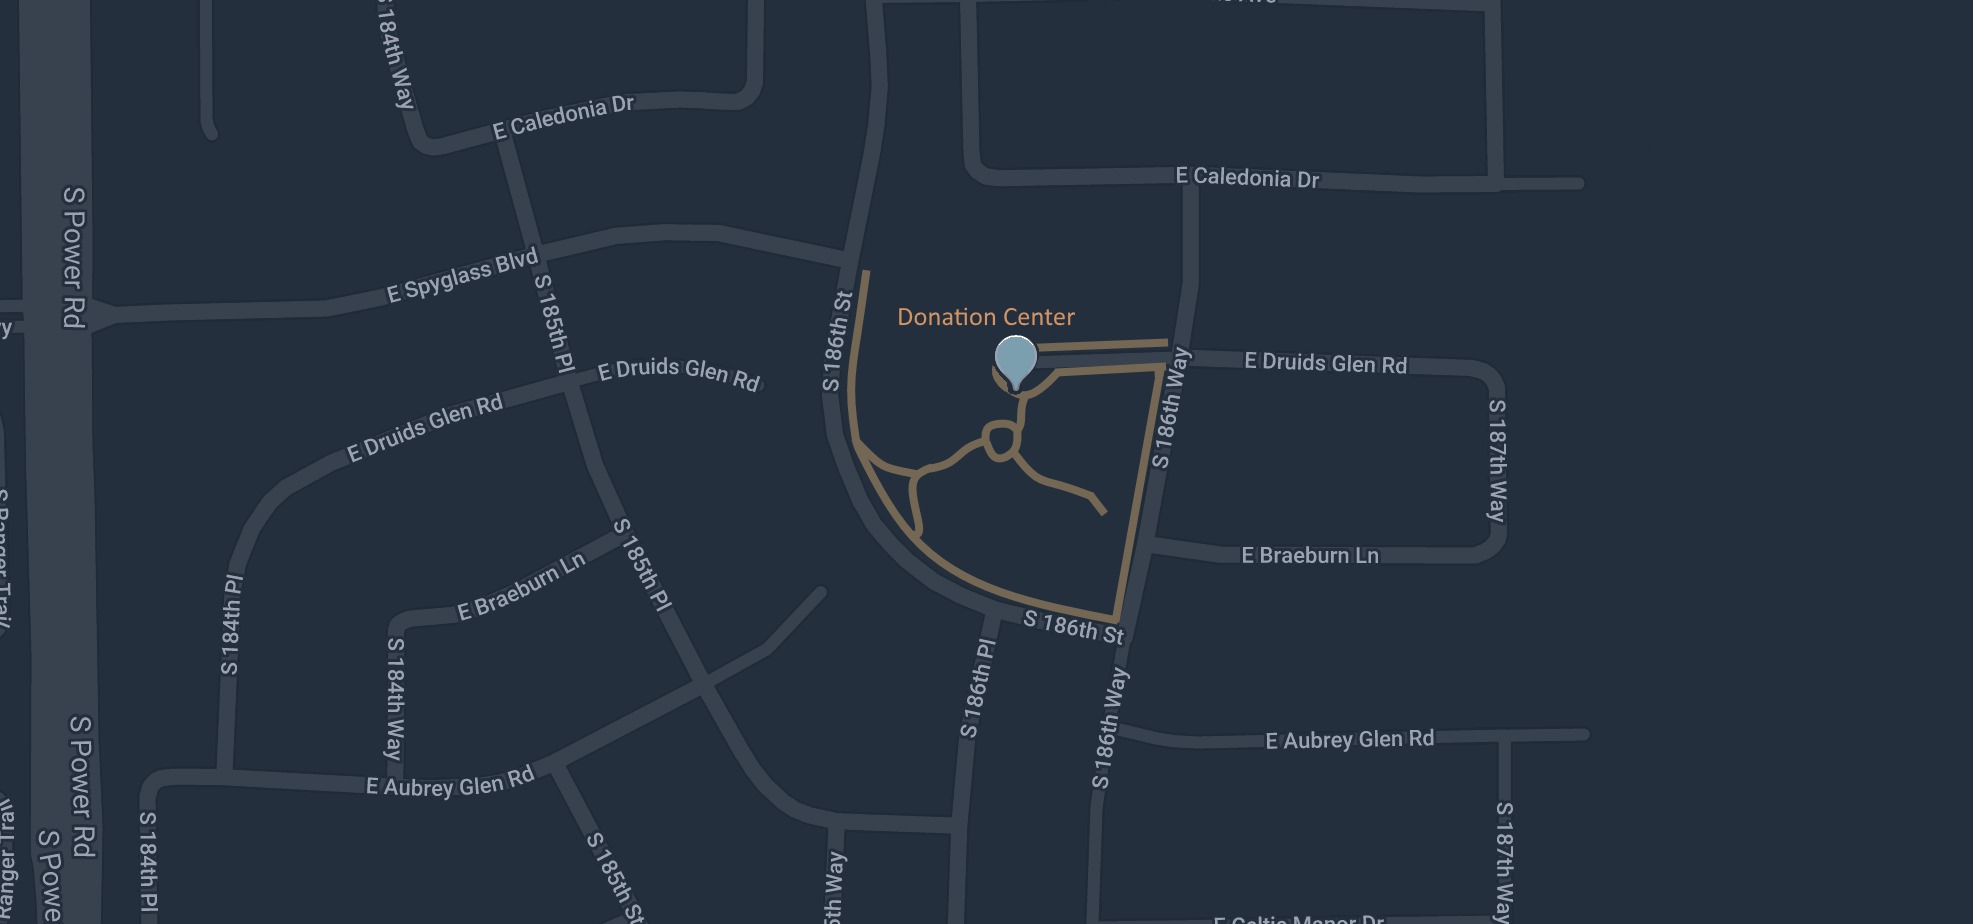 S 184th Way
E Caledonia Dr
E Caledonia Dr
S Power Rd
E Spyglass Blvd
S 185th Pl
S 186th St
Donation Center
E Druids Glen Rd
E Druids Glen Rd
E Druids Glen Rd
S 186th Way
S 187th Way
E Braeburn Ln
E Braeburn Ln
S 185th Pl
S 184th Pl
S 184th Way
S 186th St
S 186th Pl
S 186th Way
E Aubrey Glen Rd
E Aubrey Glen Rd
S Power Rd
S 184th Pl
S 185th St
S 187th Way
E Celtic Manor Dr